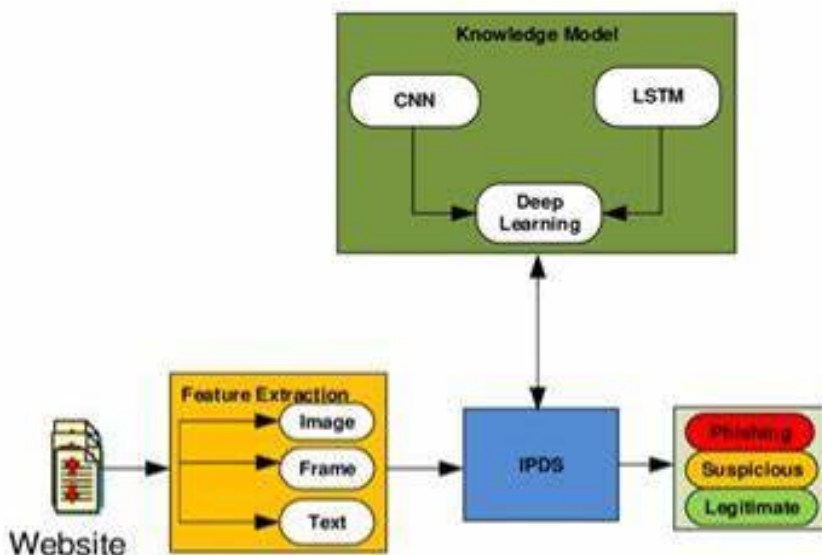 Knowledge Model
CNN
LSTM
Deep
Learning
Feature Extraction
Image
Frame
Text
Website
IPDS
Phishing
Suspicious
Legitimate